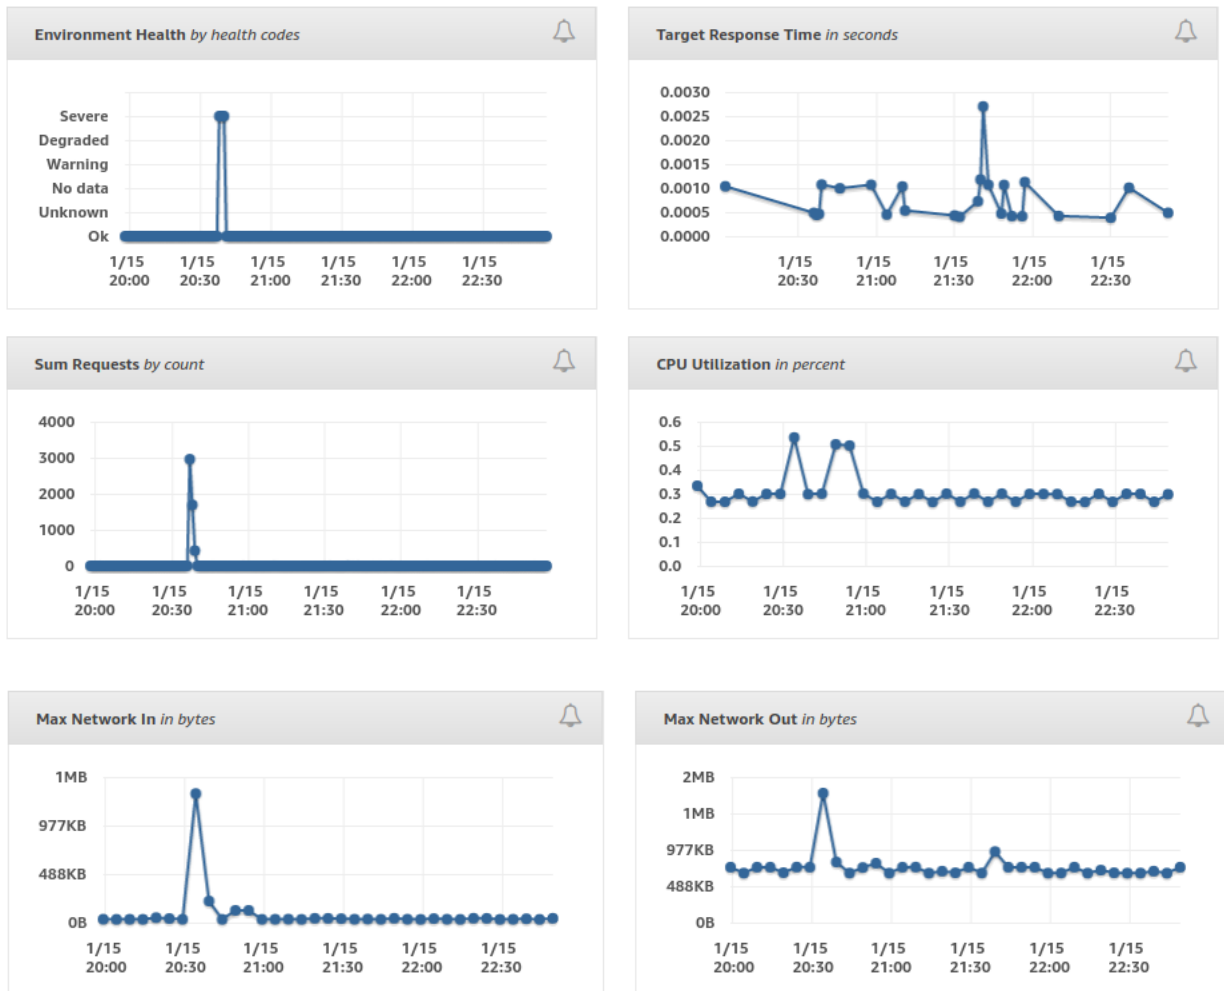 Environment Health by health codes
Severe
Degraded
Warning
No data
Unknown
Ok
1/15 1/15 1/15 1/15 1/15 1/15
20:00 20:30 21:00 21:30 22:00 22:30
Target Response Time in seconds
0.0030
0.0025
0.0020
0.0015
0.0010
0.0005
0.0000
1/15 1/15 1/15 1/15 1/15
20:30 21:00 21:30 22:00 22:30
Sum Requests by count
4000
3000
2000
1000
0
1/15 1/15 1/15 1/15 1/15 1/15
20:00 20:30 21:00 21:30 22:00 22:30
CPU Utilization in percent
0.6
0.5
0.4
0.3
0.2
0.1
0.0
1/15 1/15 1/15 1/15 1/15 1/15
20:00 20:30 21:00 21:30 22:00 22:30
Max Network In in bytes
1MB
977KB
488KB
0B
1/15 1/15 1/15 1/15 1/15 1/15
20:00 20:30 21:00 21:30 22:00 22:30
Max Network Out in bytes
2MB
1MB
977KB
488KB
0B
1/15 1/15 1/15 1/15 1/15 1/15
20:00 20:30 21:00 21:30 22:00 22:30